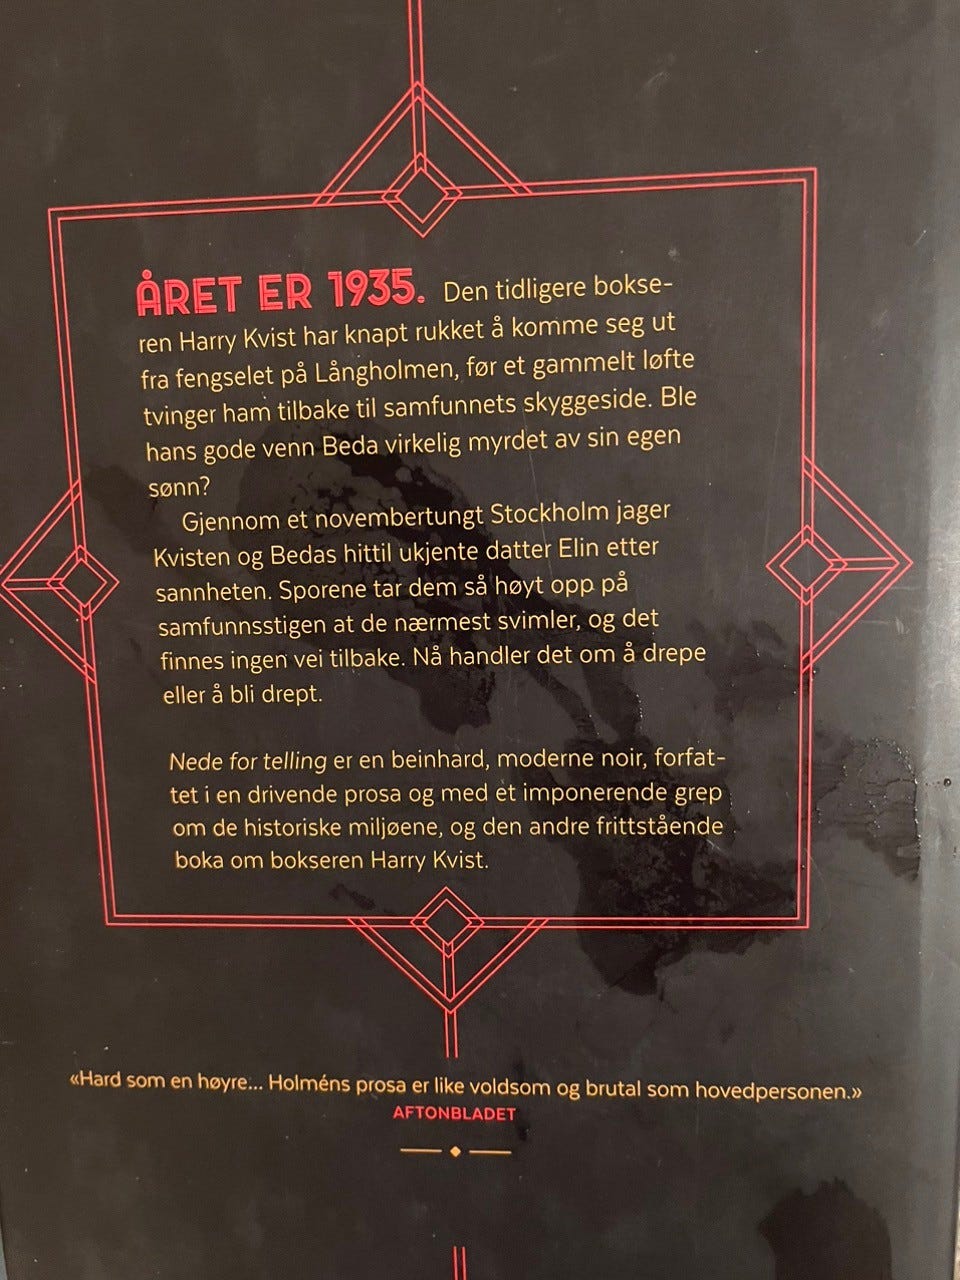 ÅRET ER 1935. Den tidligere bokse-
ren Harry Kvist har knapt rukket å komme seg ut
fra fengselet på Långholmen, før et gammelt løfte
tvinger ham tilbake til samfunnets skyggeside. Ble
hans gode venn Beda virkelig myrdet av sin egen
sønn?
Gjennom et novembertungt Stockholm jager
Kvisten og Bedas hittil ukjente datter Elin etter
sannheten. Sporene tar dem så høyt opp på
samfunnsstigen at de nærmest svimler, og det
finnes ingen vei tilbake. Nå handler det om å drepe
eller å bli drept.
Nede for telling er en beinhard, moderne noir, forfat-
tet i en drivende prosa og med et imponerende grep
om de historiske miljøene, og den andre frittstående
boka om bokseren Harry Kvist.
«Hard som en høyre... Holméns prosa er like voldsom og brutal som hovedpersonen.»
AFTONBLADET